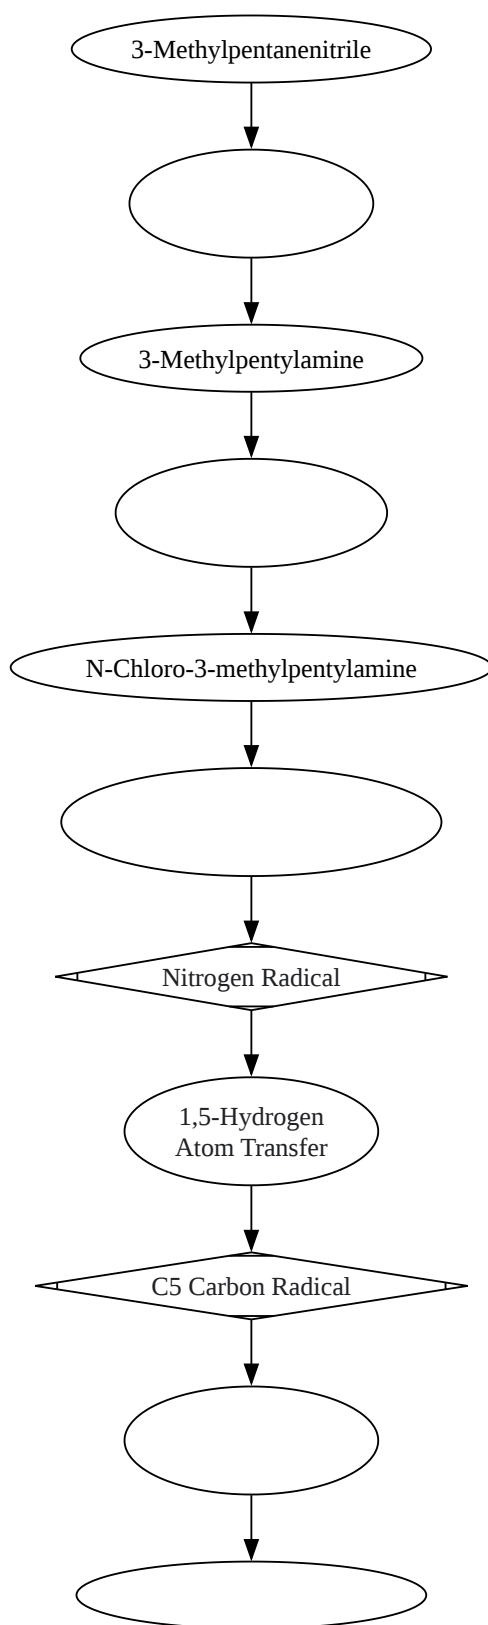 3-Methylpentanenitrile
3-Methylpentylamine
N-Chloro-3-methylpentylamine
Nitrogen Radical
1,5-Hydrogen
Atom Transfer
C5 Carbon Radical